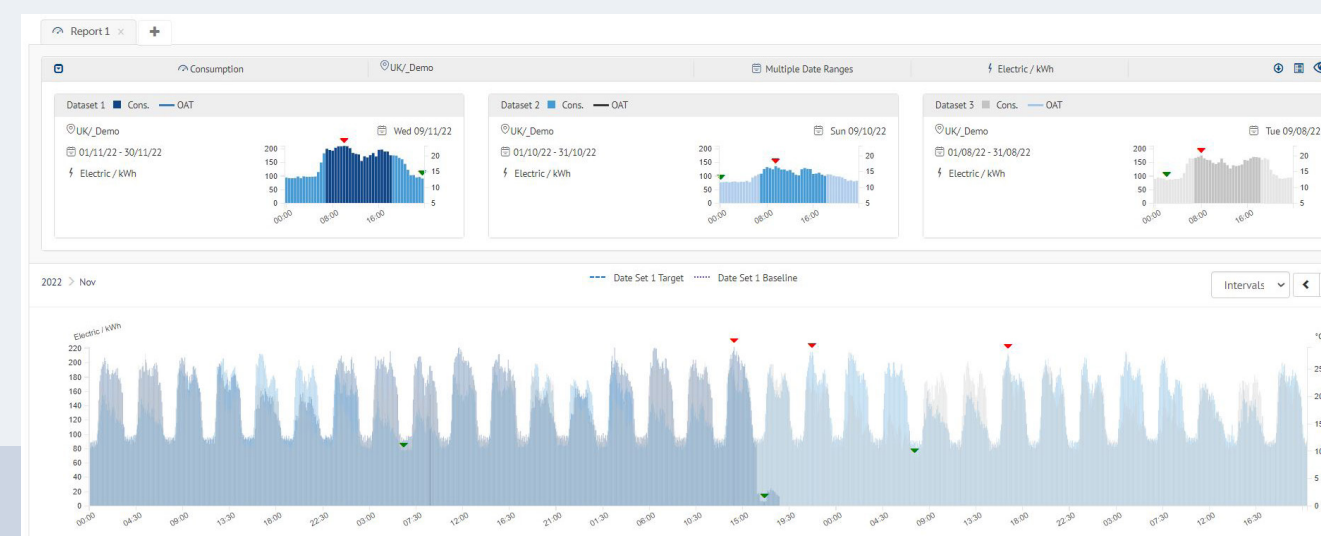 Report 1 × +
Consumption UK/_Demo Multiple Date Ranges Electric / kWh
Dataset 1 Cons. OAT
UK/_Demo Wed 09/11/22
01/11/22 - 30/11/22
Electric / kWh
200 150 100 50 0
20 15 10 5
00:00 08:00 16:00
Dataset 2 Cons. OAT
UK/_Demo Sun 09/10/22
01/10/22 - 31/10/22
Electric / kWh
200 150 100 50 0
20 15 10 5
00:00 08:00 16:00
Dataset 3 Cons. OAT
UK/_Demo Tue 09/08/22
01/08/22 - 31/08/22
Electric / kWh
200 150 100 50 0
20 15 10 5
00:00 08:00 16:00
2022 > Nov Date Set 1 Target Date Set 1 Baseline Intervals
Electric / kWh
220
200
180
160
140
120
100
80
60
40
20
0
25
20
15
10
5
0
00:00 04:30 09:00 13:30 18:00 22:30 03:00 07:30 12:00 16:30 21:00 01:30 06:00 10:30 15:00 19:30 00:00 04:30 09:00 13:30 18:00 22:30 03:00 07:30 12:00 16:30